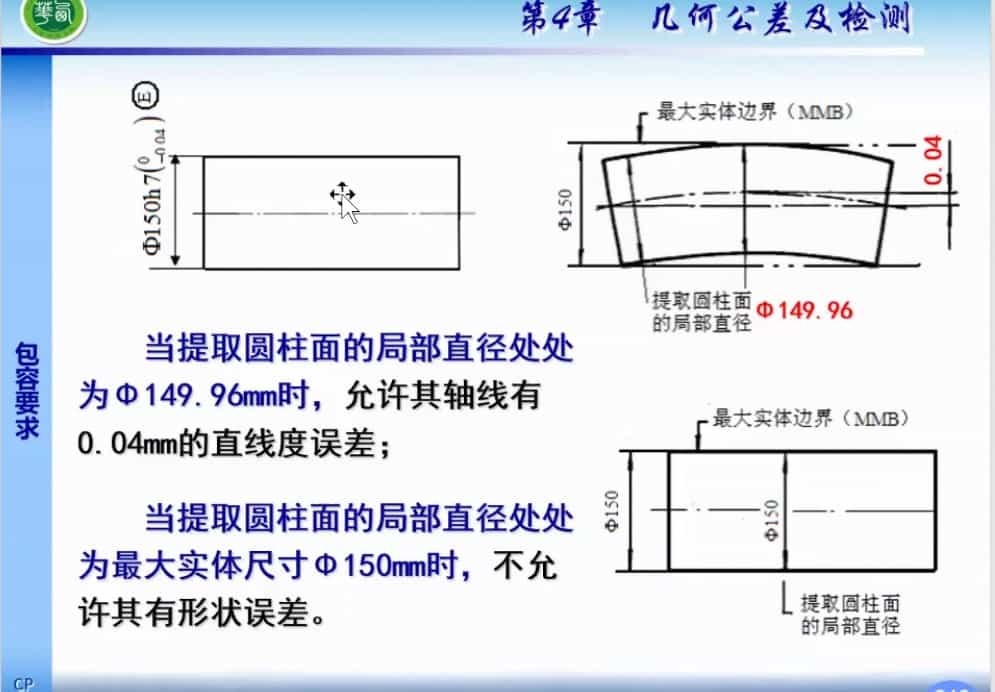 第4章 几何公差及检测
包容要求
Φ150h7(0 -0.04) Ⓔ
最大实体边界（MMB）
Φ150
0.04
提取圆柱面
的局部直径
Φ149.96
当提取圆柱面的局部直径处处
为Φ149.96mm时，允许其轴线有
0.04mm的直线度误差；
最大实体边界（MMB）
Φ150
Φ150
提取圆柱面
的局部直径
当提取圆柱面的局部直径处处
为最大实体尺寸Φ150mm时，不允
许其有形状误差。
CP